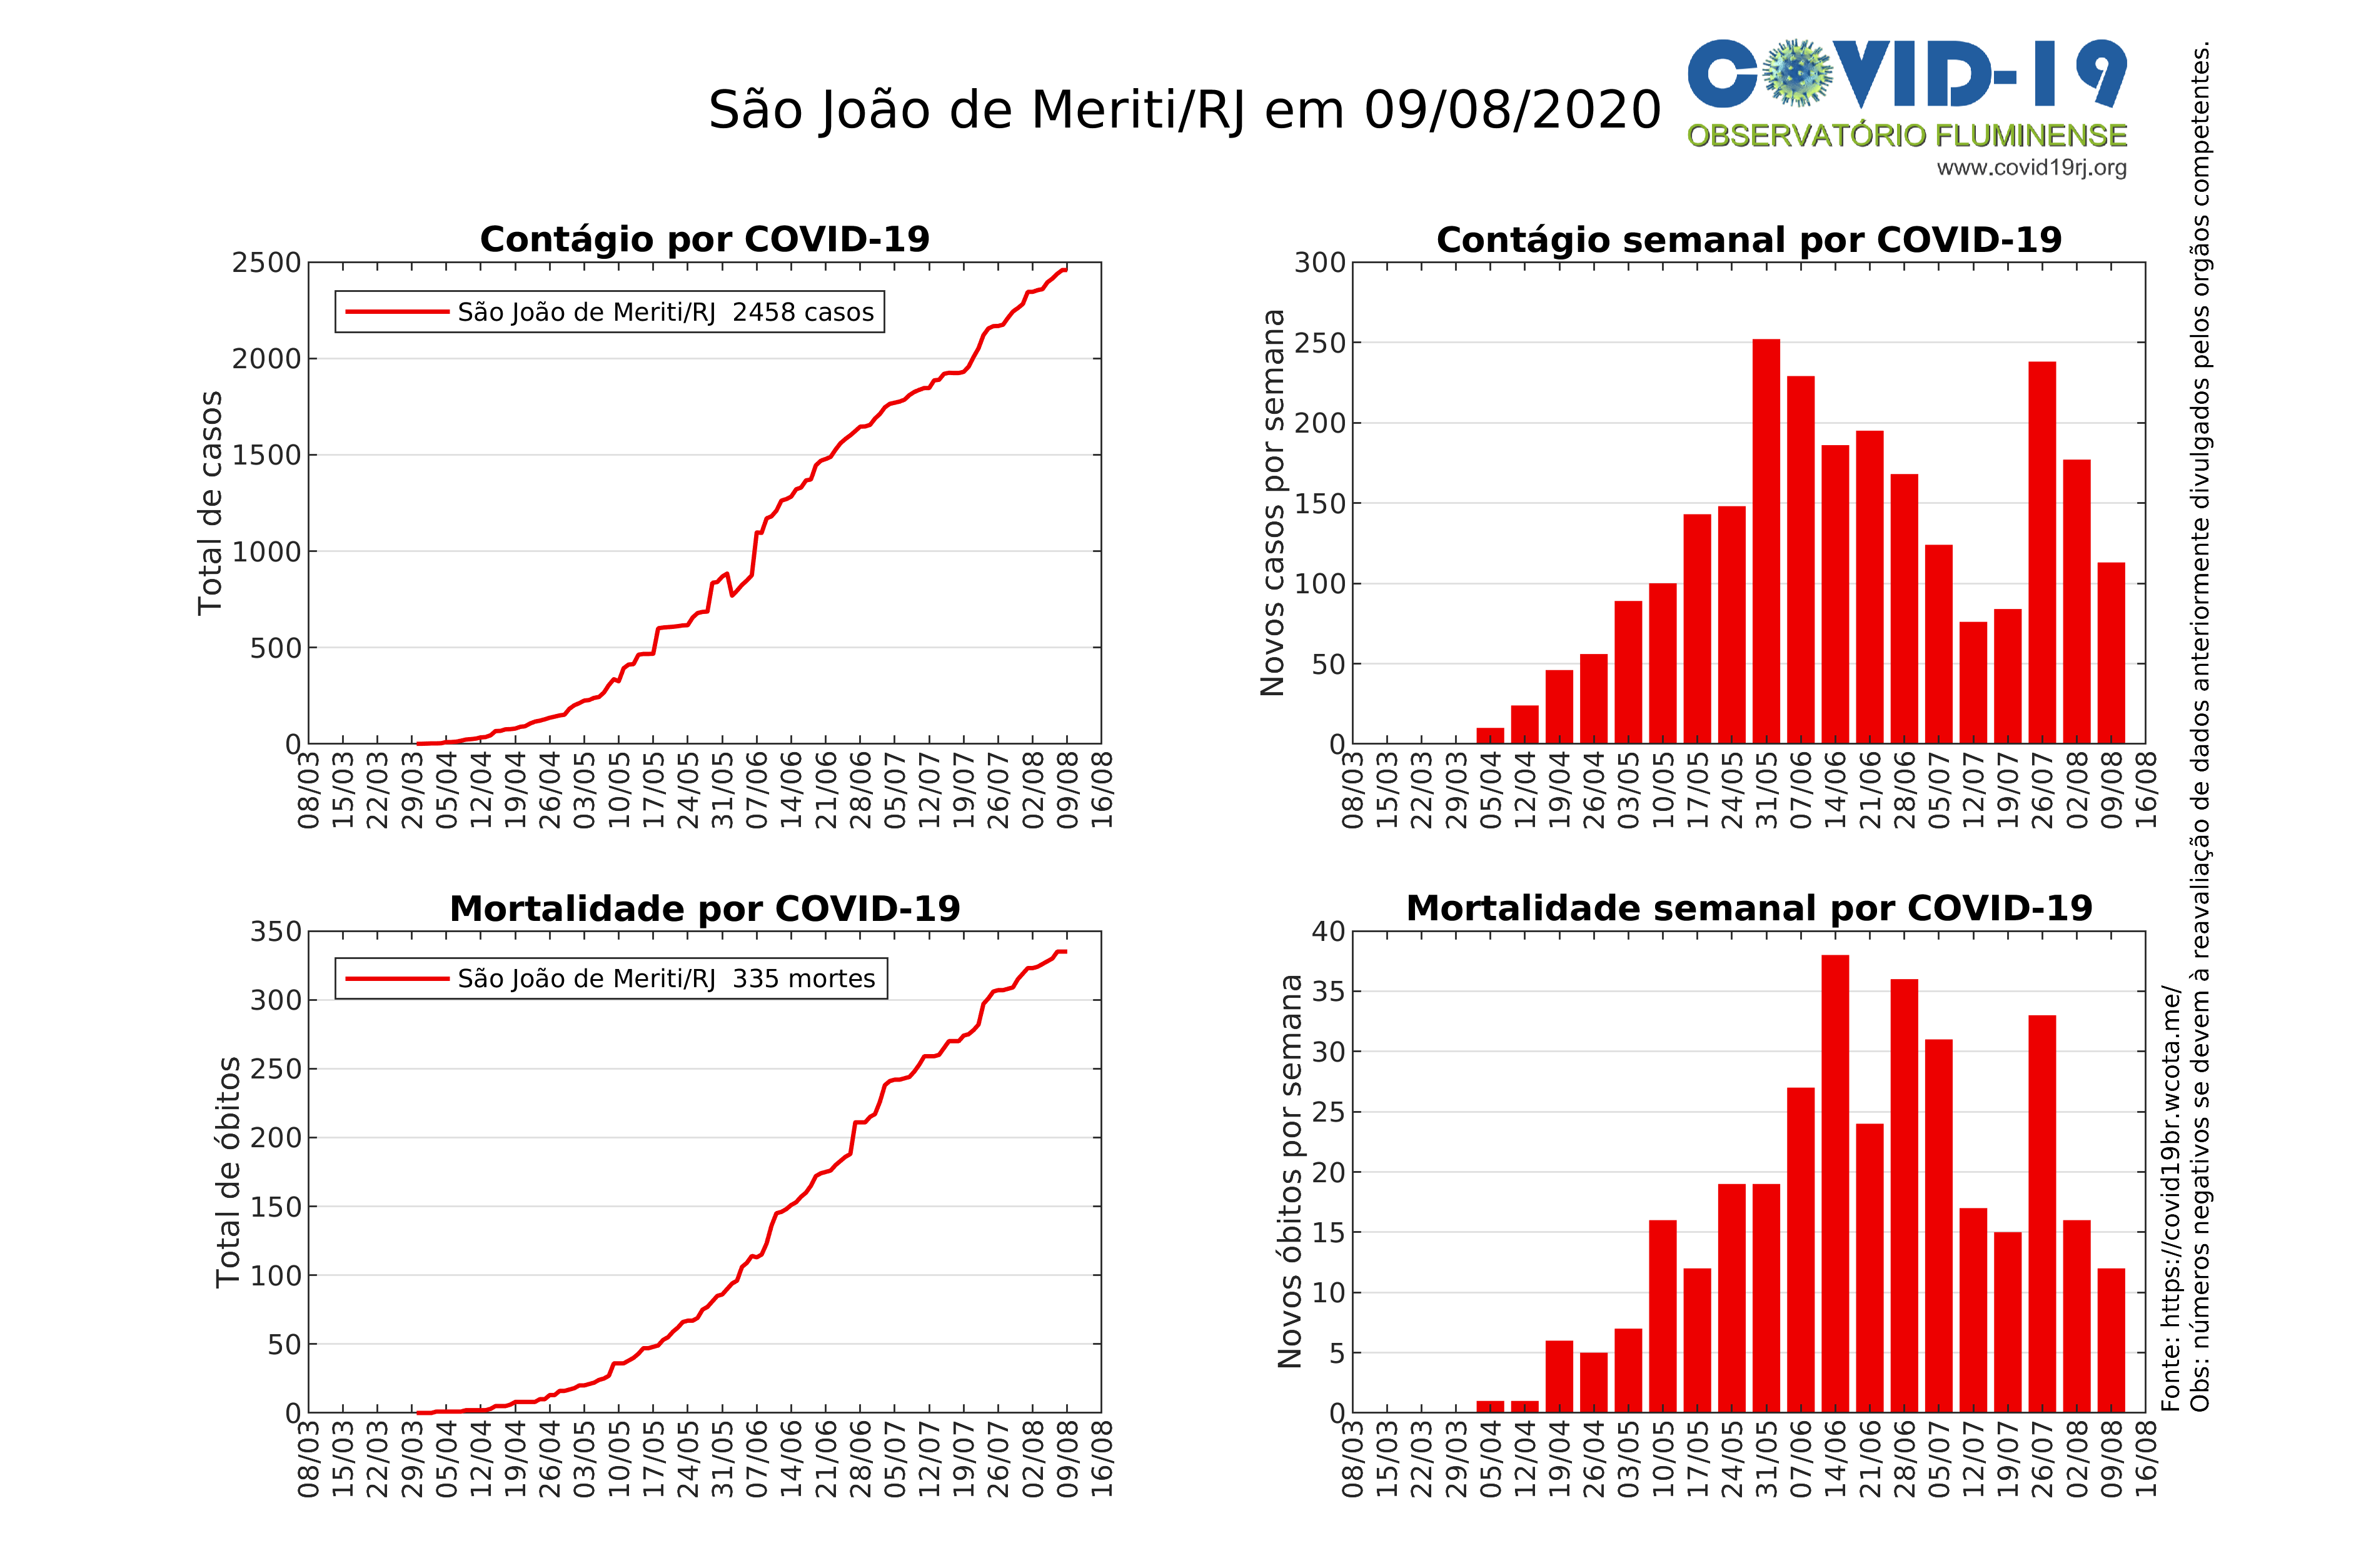 São João de Meriti/RJ em 09/08/2020
COVID-19
OBSERVATÓRIO FLUMINENSE
www.covid19rj.org
Contágio por COVID-19
Total de casos
2500
2000
1500
1000
500
0
São João de Meriti/RJ 2458 casos
08/03 15/03 22/03 29/03 05/04 12/04 19/04 26/04 03/05 10/05 17/05 24/05 31/05 07/06 14/06 21/06 28/06 05/07 12/07 19/07 26/07 02/08 09/08 16/08
Contágio semanal por COVID-19
Novos casos por semana
300
250
200
150
100
50
0
08/03 15/03 22/03 29/03 05/04 12/04 19/04 26/04 03/05 10/05 17/05 24/05 31/05 07/06 14/06 21/06 28/06 05/07 12/07 19/07 26/07 02/08 09/08 16/08
Mortalidade por COVID-19
Total de óbitos
350
300
250
200
150
100
50
0
São João de Meriti/RJ 335 mortes
08/03 15/03 22/03 29/03 05/04 12/04 19/04 26/04 03/05 10/05 17/05 24/05 31/05 07/06 14/06 21/06 28/06 05/07 12/07 19/07 26/07 02/08 09/08 16/08
Mortalidade semanal por COVID-19
Novos óbitos por semana
40
35
30
25
20
15
10
5
0
08/03 15/03 22/03 29/03 05/04 12/04 19/04 26/04 03/05 10/05 17/05 24/05 31/05 07/06 14/06 21/06 28/06 05/07 12/07 19/07 26/07 02/08 09/08 16/08
Fonte: https://covid19br.wcota.me/
Obs: números negativos se devem à reavaliação de dados anteriormente divulgados pelos orgãos competentes.